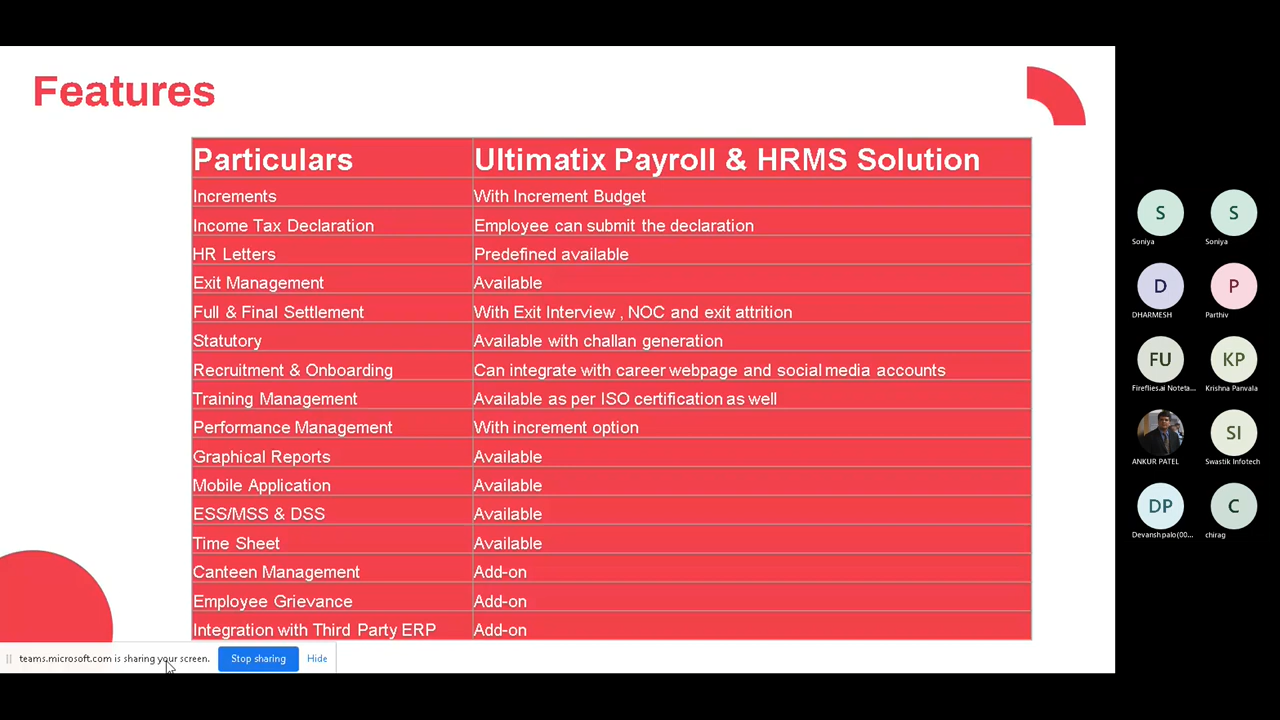 Features
Particulars Ultimatix Payroll & HRMS Solution
Increments With Increment Budget
Income Tax Declaration Employee can submit the declaration
HR Letters Predefined available
Exit Management Available
Full & Final Settlement With Exit Interview , NOC and exit attrition
Statutory Available with challan generation
Recruitment & Onboarding Can integrate with career webpage and social media accounts
Training Management Available as per ISO certification as well
Performance Management With increment option
Graphical Reports Available
Mobile Application Available
ESS/MSS & DSS Available
Time Sheet Available
Canteen Management Add-on
Employee Grievance Add-on
Integration with Third Party ERP Add-on
teams.microsoft.com is sharing your screen. Stop sharing Hide
S S
Soniya Soniya
D P
DHARMESH Parthiv
FU KP
Fireflies.ai Noteta... Krishna Panvala
SI
ANKUR PATEL Swastik Infotech
DP C
Devansh palo (00... chirag